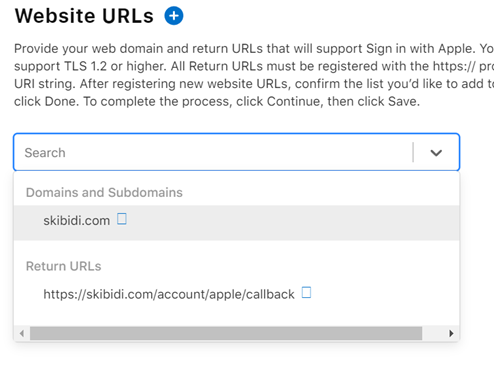 Website URLs
Provide your web domain and return URLs that will support Sign in with Apple. Yo
support TLS 1.2 or higher. All Return URLs must be registered with the https:// pro
URI string. After registering new website URLs, confirm the list you'd like to add to
click Done. To complete the process, click Continue, then click Save.
Search
Domains and Subdomains
skibidi.com
Return URLs
https://skibidi.com/account/apple/callback